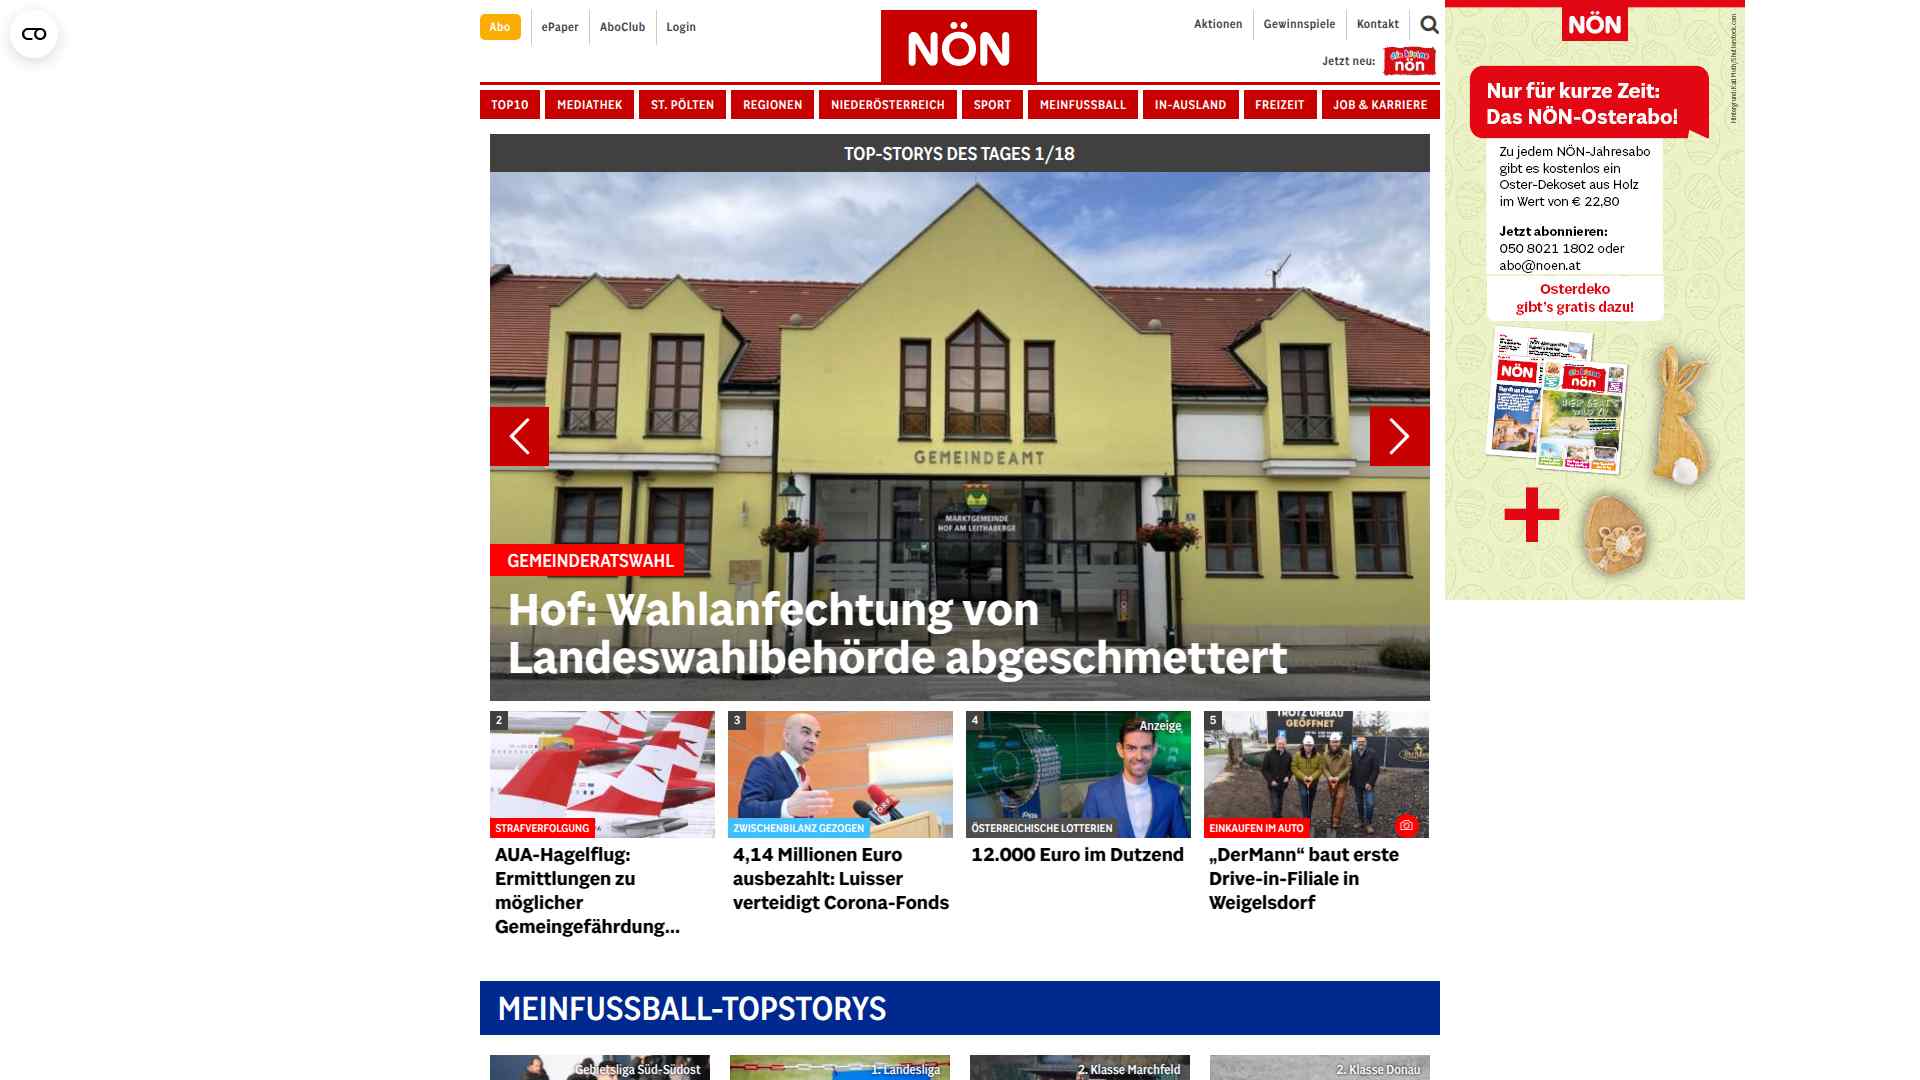 Abo
ePaper
AboClub
Login
NÖN
Aktionen
Gewinnspiele
Kontakt
Jetzt neu:
die kleine
nön
TOP10
MEDIATHEK
ST. PÖLTEN
REGIONEN
NIEDERÖSTERREICH
SPORT
MEINFUSSBALL
IN-AUSLAND
FREIZEIT
JOB & KARRIERE
TOP-STORYS DES TAGES 1/18
GEMEINDEAMT
MARKTGEMEINDE
HOF AM LEITHABERGE
GEMEINDERATSWAHL
Hof: Wahlanfechtung von
Landeswahlbehörde abgeschmettert
2
STRAFVERFOLGUNG
AUA-Hagelflug:
Ermittlungen zu
möglicher
Gemeingefährdung...
3
ORF
ZWISCHENBILANZ GEZOGEN
4,14 Millionen Euro
ausbezahlt: Luisser
verteidigt Corona-Fonds
4
Anzeige
ÖSTERREICHISCHE LOTTERIEN
12.000 Euro im Dutzend
5
TROTZ UMBAU
GEÖFFNET
EINKAUFEN IM AUTO
„DerMann“ baut erste
Drive-in-Filiale in
Weigelsdorf
MEINFUSSBALL-TOPSTORYS
Gebietsliga Süd-Südost
1. Landesliga
2. Klasse Marchfeld
2. Klasse Donau
NÖN
Nur für kurze Zeit:
Das NÖN-Osterabo!
Zu jedem NÖN-Jahresabo
gibt es kostenlos ein
Oster-Dekoset aus Holz
im Wert von € 22,80
Jetzt abonnieren:
050 8021 1802 oder
abo@noen.at
Osterdeko
gibt's gratis dazu!
NÖN
die kleine
nön